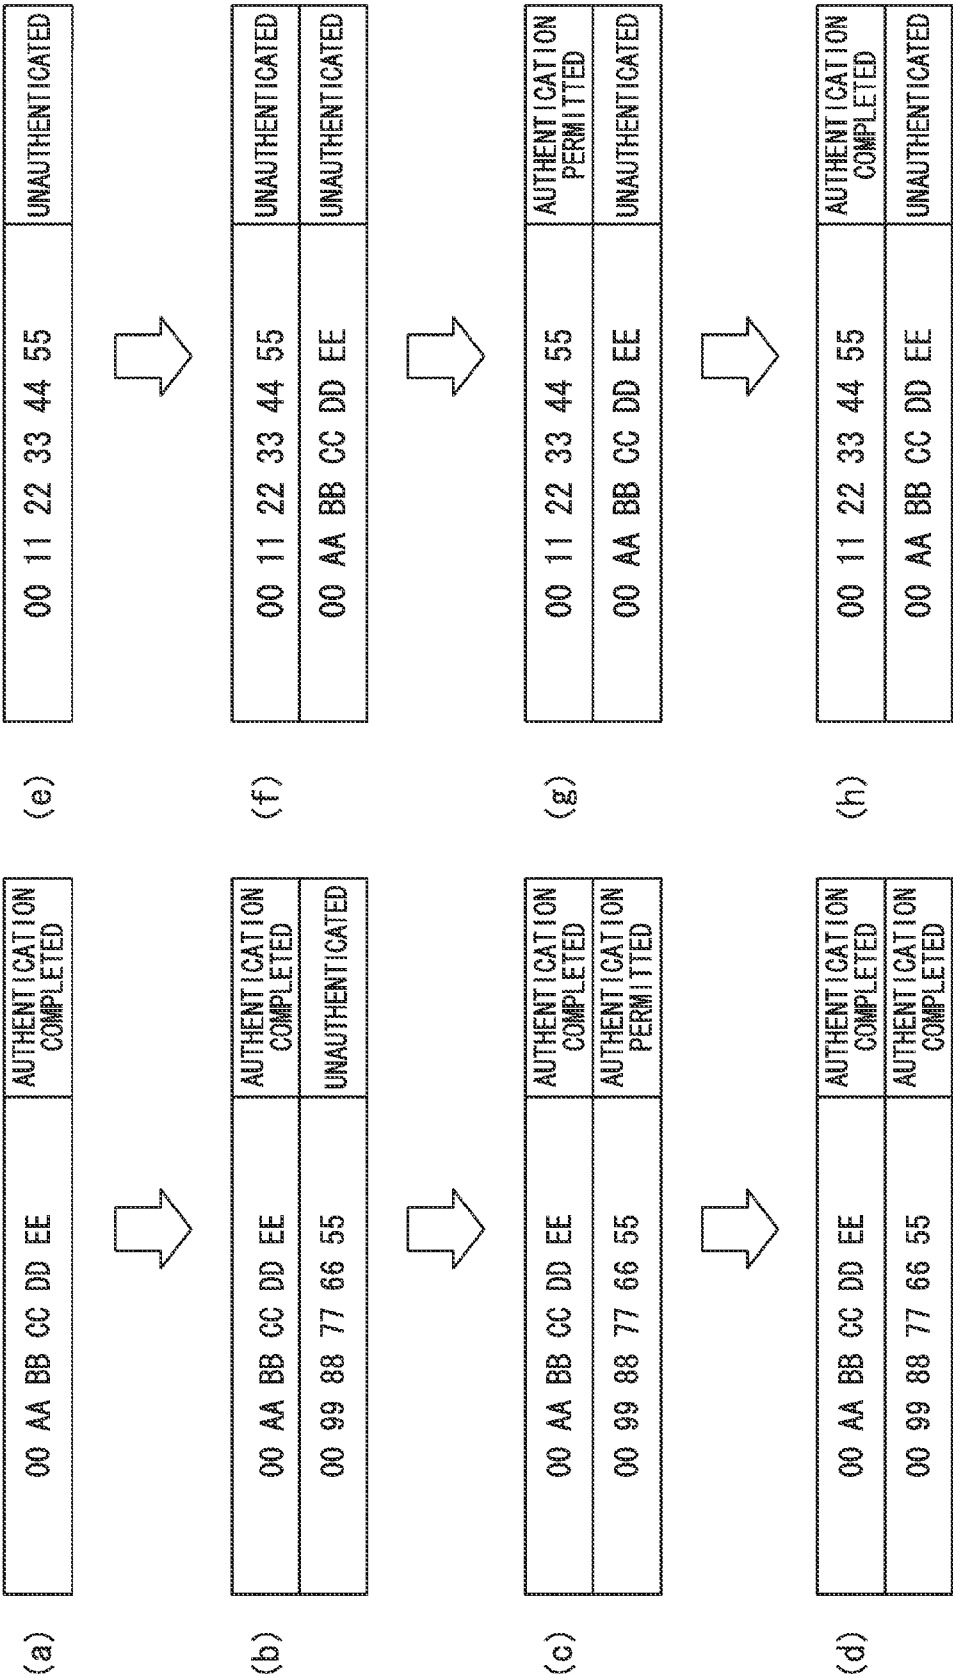 (a)
00 AA BB CC DD EE
AUTHENTICATION
COMPLETED
(b)
00 AA BB CC DD EE
AUTHENTICATION
COMPLETED
00 99 88 77 66 55
UNAUTHENTICATED
(c)
00 AA BB CC DD EE
AUTHENTICATION
COMPLETED
00 99 88 77 66 55
AUTHENTICATION
PERMITTED
(d)
00 AA BB CC DD EE
AUTHENTICATION
COMPLETED
00 99 88 77 66 55
AUTHENTICATION
COMPLETED
(e)
00 11 22 33 44 55
UNAUTHENTICATED
(f)
00 11 22 33 44 55
UNAUTHENTICATED
00 AA BB CC DD EE
UNAUTHENTICATED
(g)
00 11 22 33 44 55
AUTHENTICATION
PERMITTED
00 AA BB CC DD EE
UNAUTHENTICATED
(h)
00 11 22 33 44 55
AUTHENTICATION
COMPLETED
00 AA BB CC DD EE
UNAUTHENTICATED